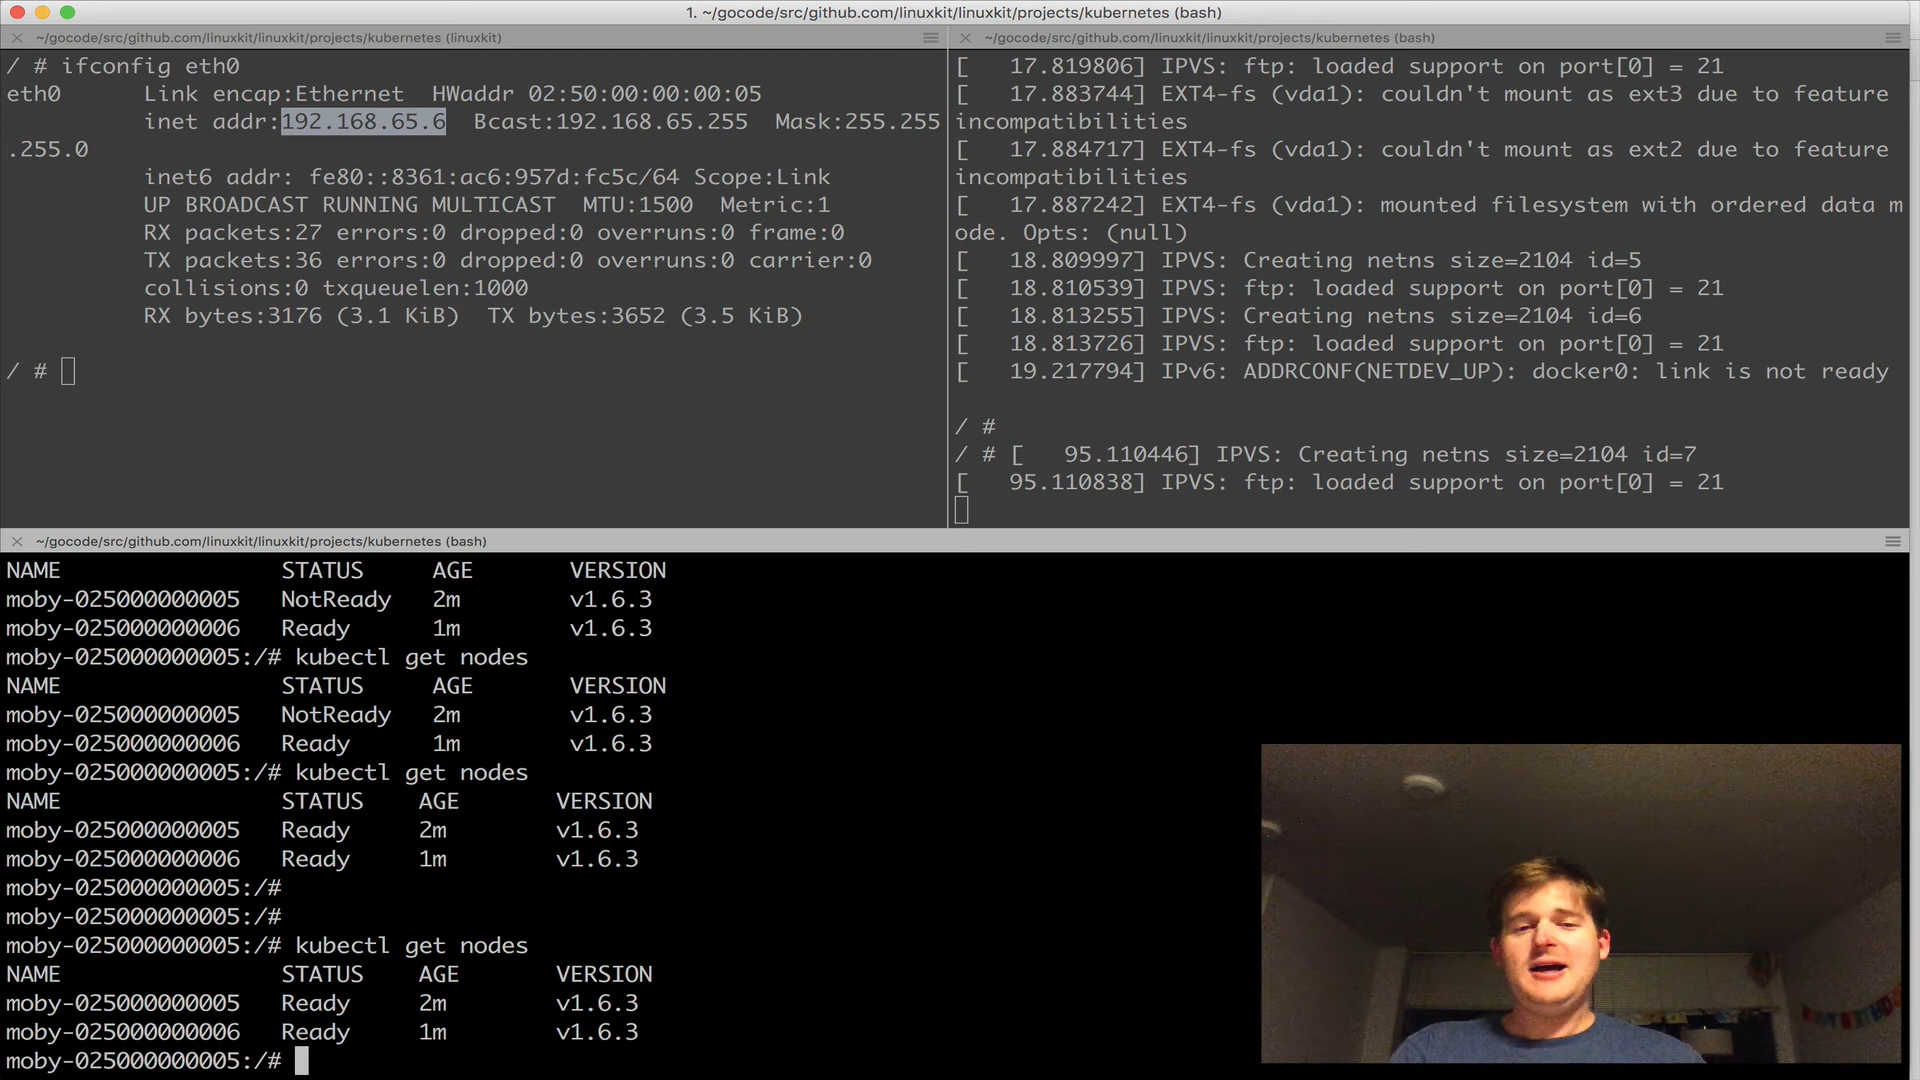 1. ~/gocode/src/github.com/linuxkit/linuxkit/projects/kubernetes (bash)
~/gocode/src/github.com/linuxkit/linuxkit/projects/kubernetes (linuxkit)
/ # ifconfig eth0
eth0      Link encap:Ethernet  HWaddr 02:50:00:00:00:05
          inet addr:192.168.65.6  Bcast:192.168.65.255  Mask:255.255
.255.0
          inet6 addr: fe80::8361:ac6:957d:fc5c/64 Scope:Link
          UP BROADCAST RUNNING MULTICAST  MTU:1500  Metric:1
          RX packets:27 errors:0 dropped:0 overruns:0 frame:0
          TX packets:36 errors:0 dropped:0 overruns:0 carrier:0
          collisions:0 txqueuelen:1000
          RX bytes:3176 (3.1 KiB)  TX bytes:3652 (3.5 KiB)
/ #
~/gocode/src/github.com/linuxkit/linuxkit/projects/kubernetes (bash)
[   17.819806] IPVS: ftp: loaded support on port[0] = 21
[   17.883744] EXT4-fs (vda1): couldn't mount as ext3 due to feature
incompatibilities
[   17.884717] EXT4-fs (vda1): couldn't mount as ext2 due to feature
incompatibilities
[   17.887242] EXT4-fs (vda1): mounted filesystem with ordered data m
ode. Opts: (null)
[   18.809997] IPVS: Creating netns size=2104 id=5
[   18.810539] IPVS: ftp: loaded support on port[0] = 21
[   18.813255] IPVS: Creating netns size=2104 id=6
[   18.813726] IPVS: ftp: loaded support on port[0] = 21
[   19.217794] IPv6: ADDRCONF(NETDEV_UP): docker0: link is not ready
/ #
/ # [   95.110446] IPVS: Creating netns size=2104 id=7
[   95.110838] IPVS: ftp: loaded support on port[0] = 21
~/gocode/src/github.com/linuxkit/linuxkit/projects/kubernetes (bash)
NAME                STATUS     AGE       VERSION
moby-025000000005   NotReady   2m        v1.6.3
moby-025000000006   Ready      1m        v1.6.3
moby-025000000005:/# kubectl get nodes
NAME                STATUS     AGE       VERSION
moby-025000000005   NotReady   2m        v1.6.3
moby-025000000006   Ready      1m        v1.6.3
moby-025000000005:/# kubectl get nodes
NAME                STATUS    AGE       VERSION
moby-025000000005   Ready     2m        v1.6.3
moby-025000000006   Ready     1m        v1.6.3
moby-025000000005:/#
moby-025000000005:/#
moby-025000000005:/# kubectl get nodes
NAME                STATUS    AGE       VERSION
moby-025000000005   Ready     2m        v1.6.3
moby-025000000006   Ready     1m        v1.6.3
moby-025000000005:/#